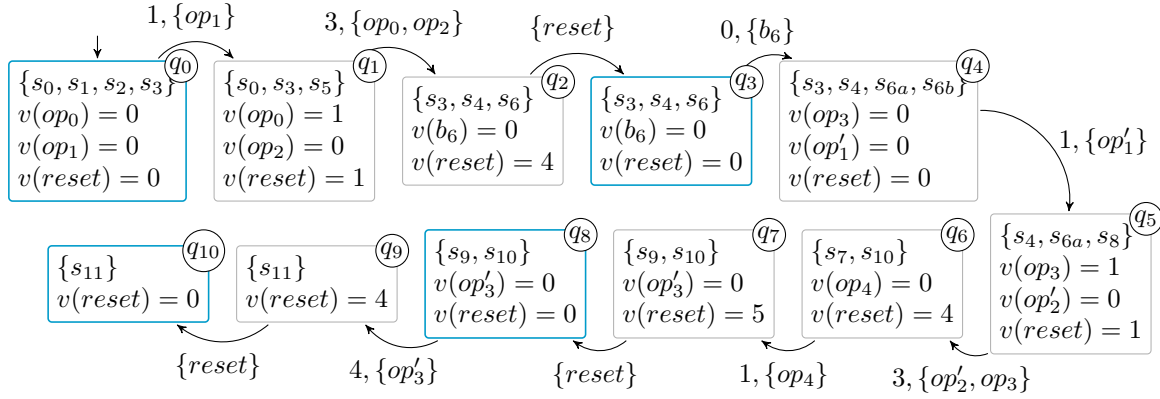 1, {op₁}
3, {op₀, op₂}
{reset}
0, {b₆}
q₀
{s₀, s₁, s₂, s₃}
v(op₀) = 0
v(op₁) = 0
v(reset) = 0
q₁
{s₀, s₃, s₅}
v(op₀) = 1
v(op₂) = 0
v(reset) = 1
q₂
{s₃, s₄, s₆}
v(b₆) = 0
v(reset) = 4
q₃
{s₃, s₄, s₆}
v(b₆) = 0
v(reset) = 0
q₄
{s₃, s₄, s₆ₐ, s₆b}
v(op₃) = 0
v(op′₁) = 0
v(reset) = 0
1, {op′₁}
q₅
{s₄, s₆ₐ, s₈}
v(op₃) = 1
v(op′₂) = 0
v(reset) = 1
q₆
{s₇, s₁₀}
v(op₄) = 0
v(reset) = 4
q₇
{s₉, s₁₀}
v(op′₃) = 0
v(reset) = 5
q₈
{s₉, s₁₀}
v(op′₃) = 0
v(reset) = 0
q₉
{s₁₁}
v(reset) = 4
q₁₀
{s₁₁}
v(reset) = 0
3, {op′₂, op₃}
1, {op₄}
{reset}
4, {op′₃}
{reset}